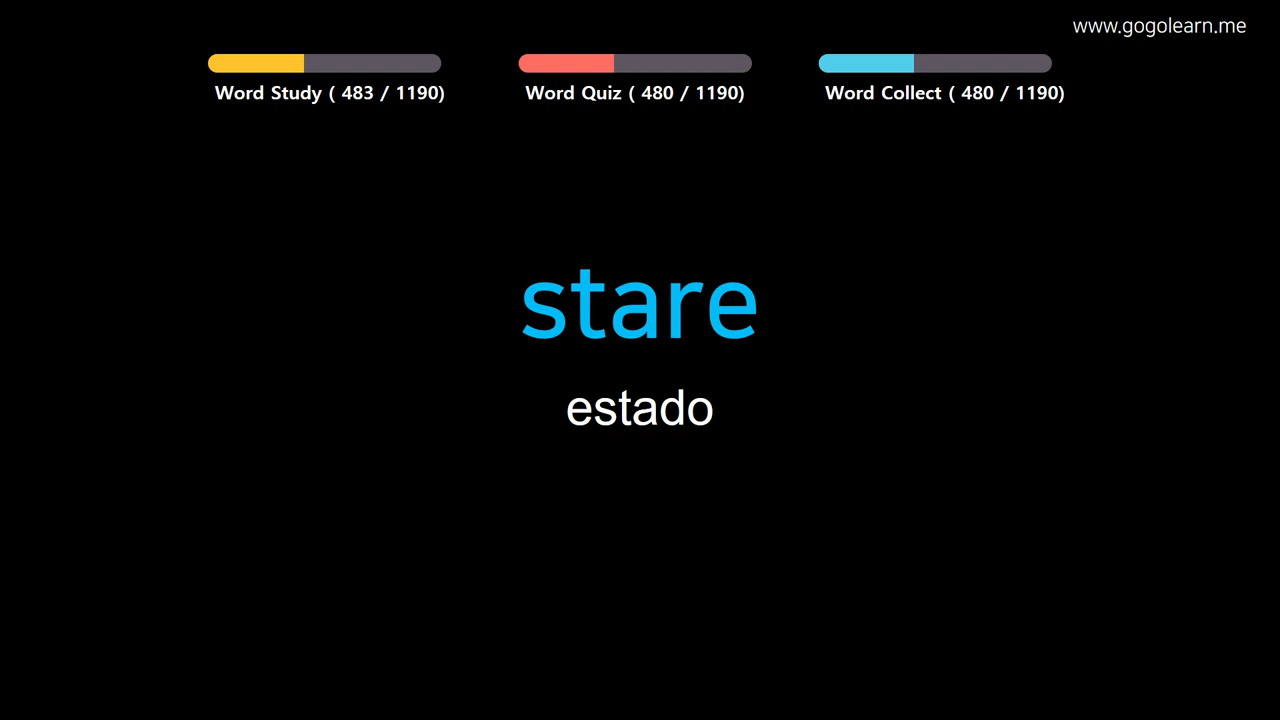 www.gogolearn.me
Word Study ( 483 / 1190)
Word Quiz ( 480 / 1190)
Word Collect ( 480 / 1190)
stare
estado